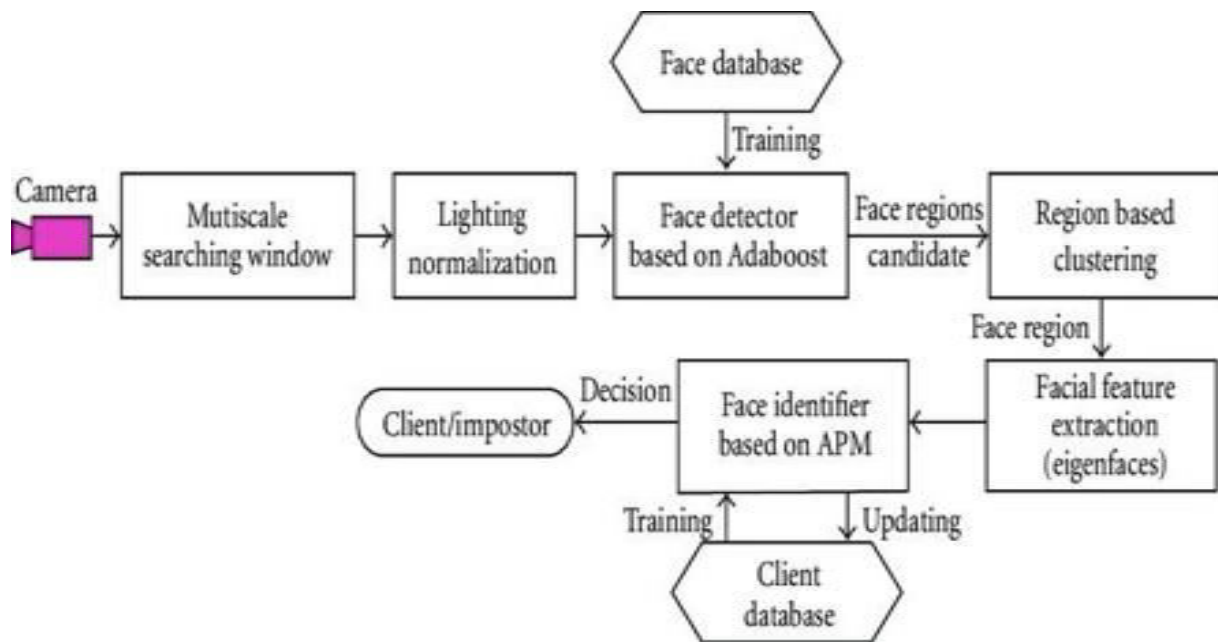 Face database
Training
Camera
Mutiscale
searching window
Lighting
normalization
Face detector
based on Adaboost
Face regions
candidate
Region based
clustering
Face region
Facial feature
extraction
(eigenfaces)
Face identifier
based on APM
Decision
Client/impostor
Training
Updating
Client
database